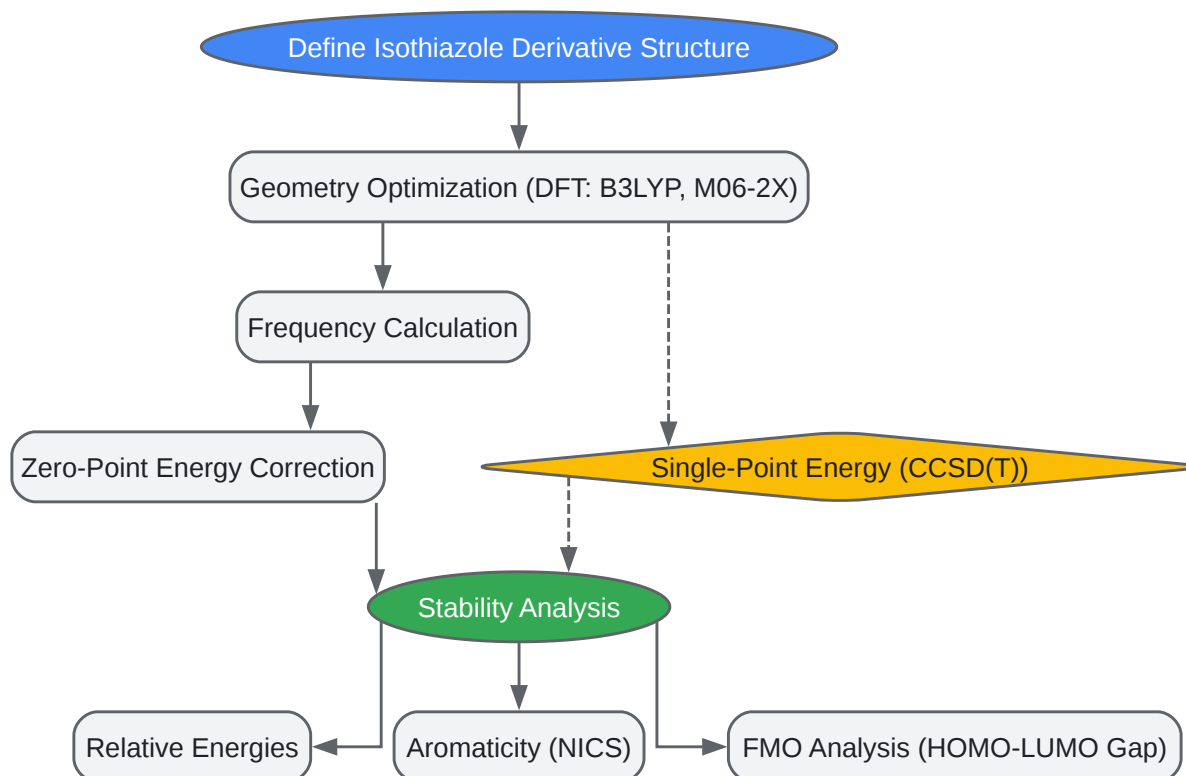 Define Isothiazole Derivative Structure
Geometry Optimization (DFT: B3LYP, M06-2X)
Frequency Calculation
Zero-Point Energy Correction
Single-Point Energy (CCSD(T))
Stability Analysis
Relative Energies
Aromaticity (NICS)
FMO Analysis (HOMO-LUMO Gap)